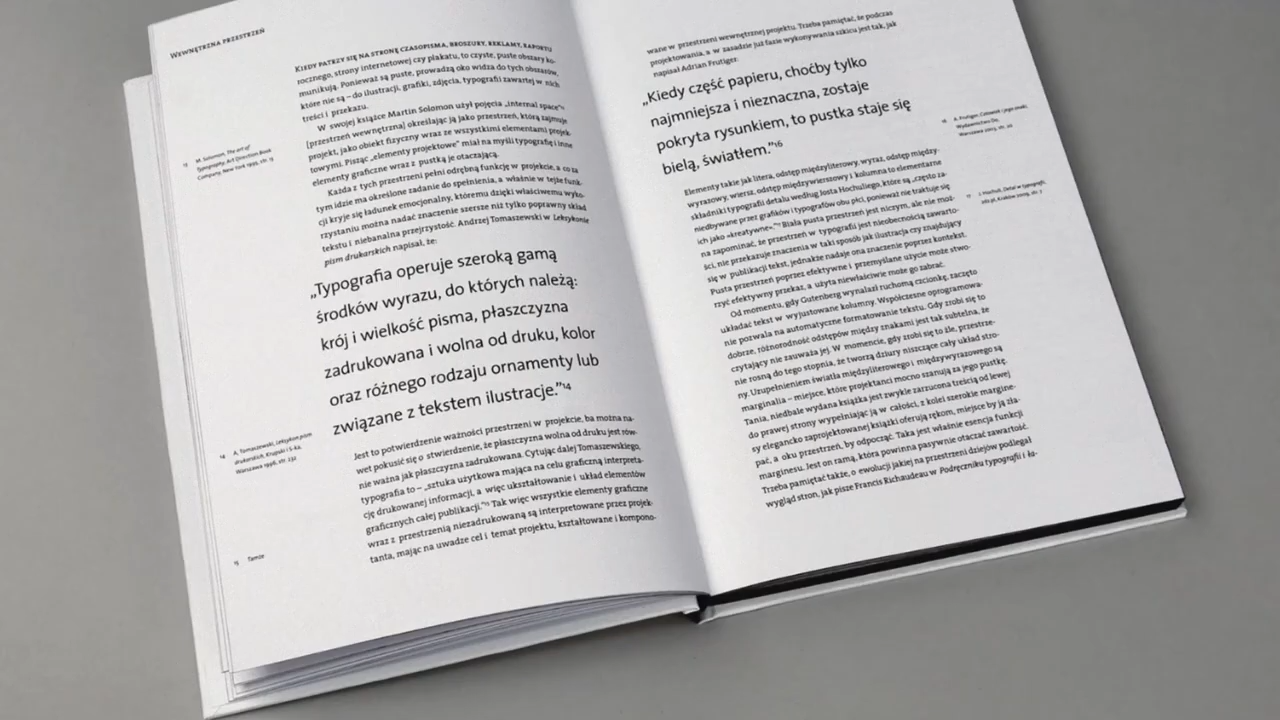 Wewnętrzna przestrzeń
Kiedy patrzy się na stronę czasopisma, broszury, reklamy, raportu
rocznego, strony internetowej czy plakatu, to czyste, puste obszary ko-
munikują. Ponieważ są puste, prowadzą oko widza do tych obszarów,
które nie są – do ilustracji, grafiki, zdjęcia, typografii zawartej w nich
treści i przekazu.
W swojej książce Martin Solomon użył pojęcia „internal space”¹³
[przestrzeń wewnętrzna] określając ją jako przestrzeń, którą zajmuje
projekt, jako obiekt fizyczny wraz ze wszystkimi elementami projek-
towymi. Pisząc „elementy projektowe” miał na myśli typografię i inne
elementy graficzne wraz z pustką je otaczającą.
Każda z tych przestrzeni pełni odrębną funkcję w projekcie, a co za
tym idzie ma określone zadanie do spełnienia, a właśnie w tejże funk-
cji kryje się ładunek emocjonalny, któremu dzięki właściwemu wyko-
rzystaniu można nadać znaczenie szersze niż tylko poprawny skład
tekstu i niebanalna przejrzystość. Andrzej Tomaszewski w Leksykonie
pism drukarskich napisał, że:
„Typografia operuje szeroką gamą
środków wyrazu, do których należą:
krój i wielkość pisma, płaszczyzna
zadrukowana i wolna od druku, kolor
oraz różnego rodzaju ornamenty lub
związane z tekstem ilustracje.”¹⁴
Jest to potwierdzenie ważności przestrzeni w projekcie, ba można na-
wet pokusić się o stwierdzenie, że płaszczyzna wolna od druku jest rów-
nie ważna jak płaszczyzna zadrukowana. Cytując dalej Tomaszewskiego,
typografia to – „sztuka użytkowa mająca na celu graficzną interpreta-
cję drukowanej informacji, a więc ukształtowanie i układ elementów
graficznych całej publikacji.”¹⁵ Tak więc wszystkie elementy graficzne
wraz z przestrzenią niezadrukowaną są interpretowane przez projek-
tanta, mając na uwadze cel i temat projektu, kształtowane i kompono-
13 M. Solomon, The art of
Typography, Art Direction Book
Company, New York 1995, str. 13
14 A. Tomaszewski, Leksykon pism
drukarskich, Krupski i S-ka,
Warszawa 1996, str. 232
15 Tamże
wane w przestrzeni wewnętrznej projektu. Trzeba pamiętać, że podczas
projektowania, a w zasadzie już fazie wykonywania szkicu jest tak, jak
napisał Adrian Frutiger:
„Kiedy część papieru, choćby tylko
najmniejsza i nieznaczna, zostaje
pokryta rysunkiem, to pustka staje się
bielą, światłem.”¹⁶
Elementy takie jak litera, odstęp międzyliterowy, wyraz, odstęp między-
wyrazowy, wiersz, odstęp międzywierszowy i kolumna to elementarne
składniki typografii detalu według Josta Hochuliego, które są „często za-
niedbywane przez grafików i typografów obu płci, ponieważ nie traktuje się
ich jako «kreatywne».”¹⁷ Biała pusta przestrzeń jest niczym, ale nie moż-
na zapominać, że przestrzeń w typografii jest nieobecnością zawarto-
ści, nie przekazuje znaczenia w taki sposób jak ilustracja czy znajdujący
się w publikacji tekst, jednakże nadaje ona znaczenie poprzez kontekst.
Pusta przestrzeń poprzez efektywne i przemyślane użycie może stwo-
rzyć efektywny przekaz, a użyta niewłaściwie może go zabrać.
Od momentu, gdy Gutenberg wynalazł ruchomą czcionkę, zaczęto
układać tekst w wyjustowane kolumny. Współczesne oprogramowa-
nie pozwala na automatyczne formatowanie tekstu. Gdy zrobi się to
dobrze, różnorodność odstępów między znakami jest tak subtelna, że
czytający nie zauważa jej. W momencie, gdy zrobi się to źle, przestrze-
nie rosną do tego stopnia, że tworzą dziury niszczące cały układ stro-
ny. Uzupełnieniem światła międzyliterowego i międzywyrazowego są
marginalia – miejsce, które projektanci mocno szanują za jego pustkę.
Tania, niedbale wydana książka jest zwykle zarzucona treścią od lewej
do prawej strony wypełniając ją w całości, z kolei szerokie margine-
sy elegancko zaprojektowanej książki oferują rękom, miejsce by ją zła-
pać, a oku przestrzeń, by odpocząć. Taka jest właśnie esencja funkcji
marginesu. Jest on ramą, która powinna pasywnie otaczać zawartość.
Trzeba pamiętać także, o ewolucji jakiej na przestrzeni dziejów podlegał
wygląd stron, jak pisze Francis Richaudeau w Podręczniku typografii i ła-
16 A. Frutiger, Człowiek i jego znaki,
Wydawnictwo Do,
Warszawa 2003, str.
17 J. Hochuli, Detal w typografii,
d2d.pl, Kraków 2009, str. 7